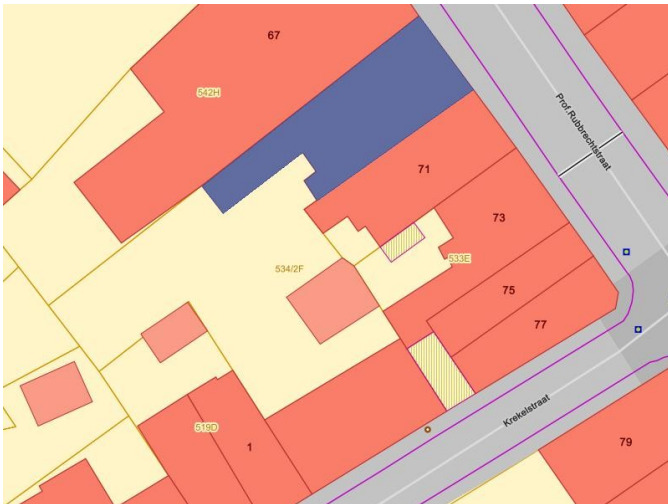 67
542H
Prof.Rubbrechtstraat
71
73
533E
534/2F
75
77
Krekelstraat
519D
1
79